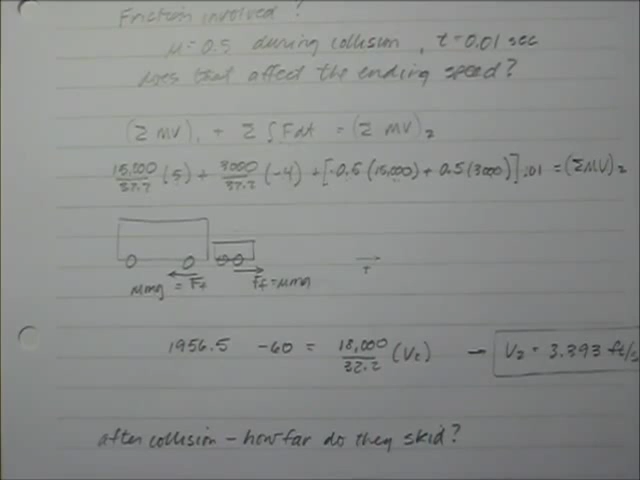 Friction involved?
μ = 0.5 during collision, t = 0.01 sec
does that affect the ending speed?
(Σ MV)₁ + Σ ∫F dt = (Σ MV)₂
15,000/32.2 (5) + 3000/32.2 (-4) + [-0.5(15,000) + 0.5(3000)].01 = (ΣMV)₂
μmg = Ff
Ff = μmg
+
1956.5 - 60 = 18,000/32.2 (V₂) → V₂ = 3.393 ft/s
after collision - how far do they skid?